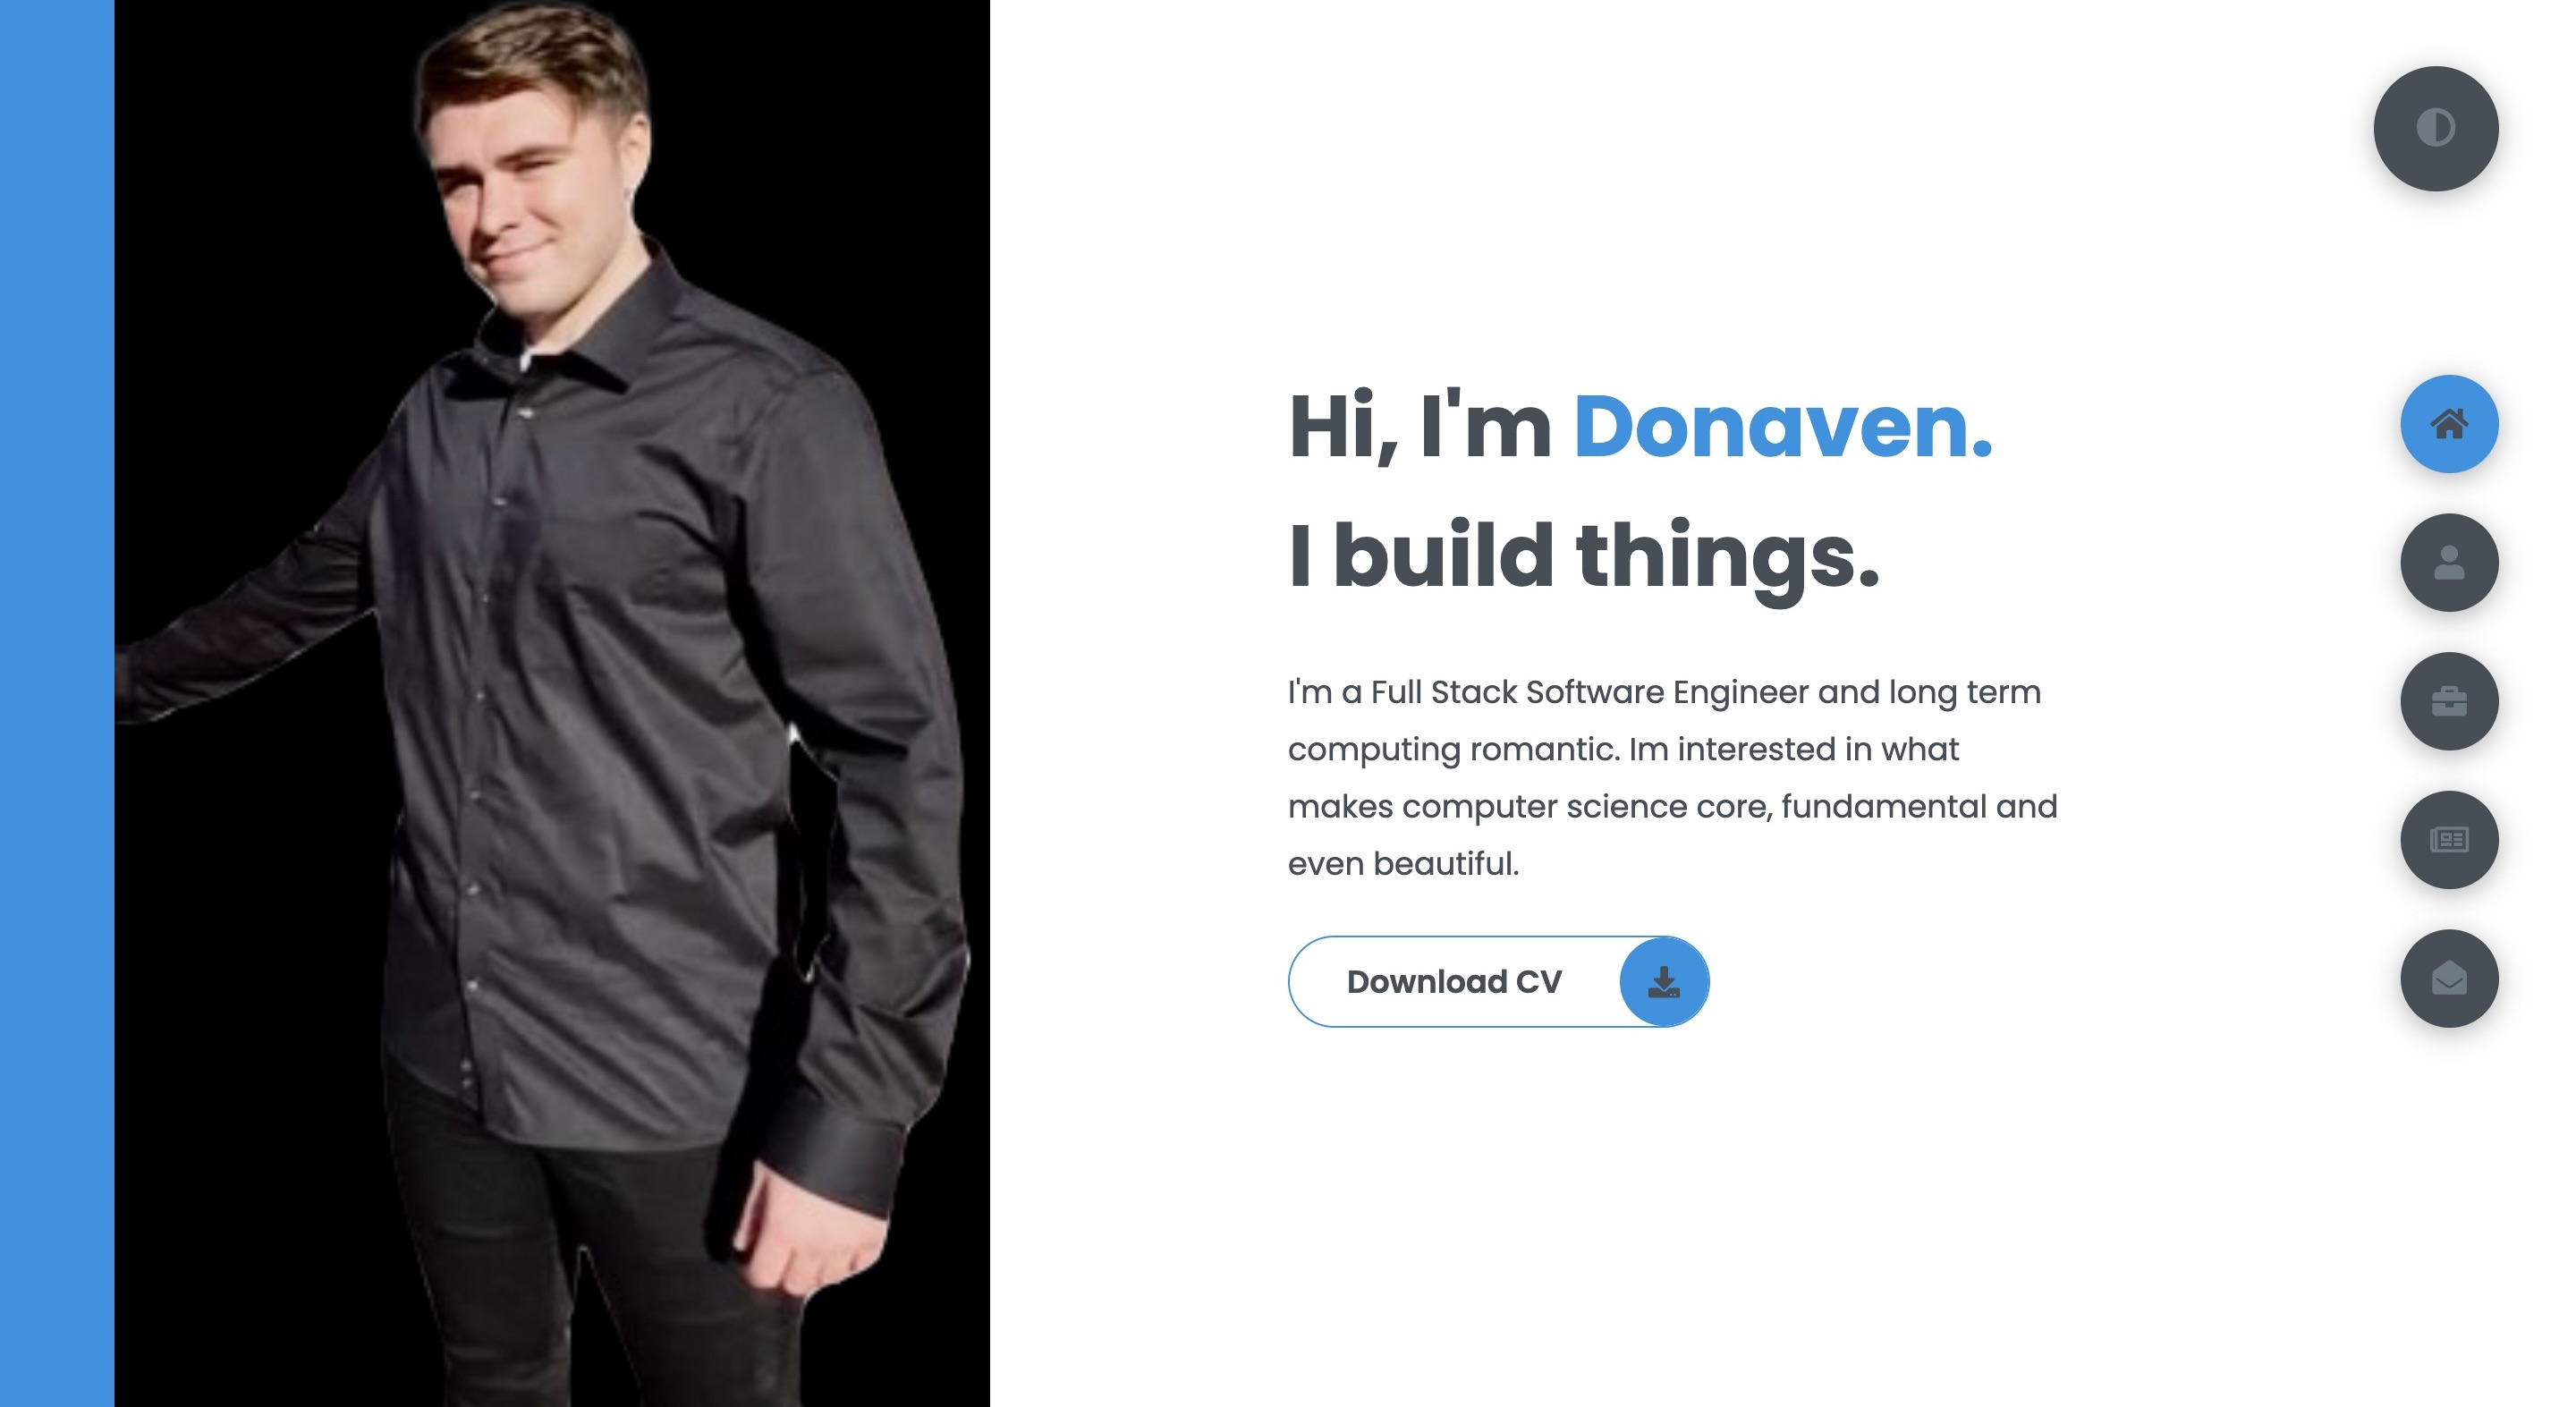 Hi, I'm Donaven.
I build things.
I'm a Full Stack Software Engineer and long term
computing romantic. Im interested in what
makes computer science core, fundamental and
even beautiful.
Download CV